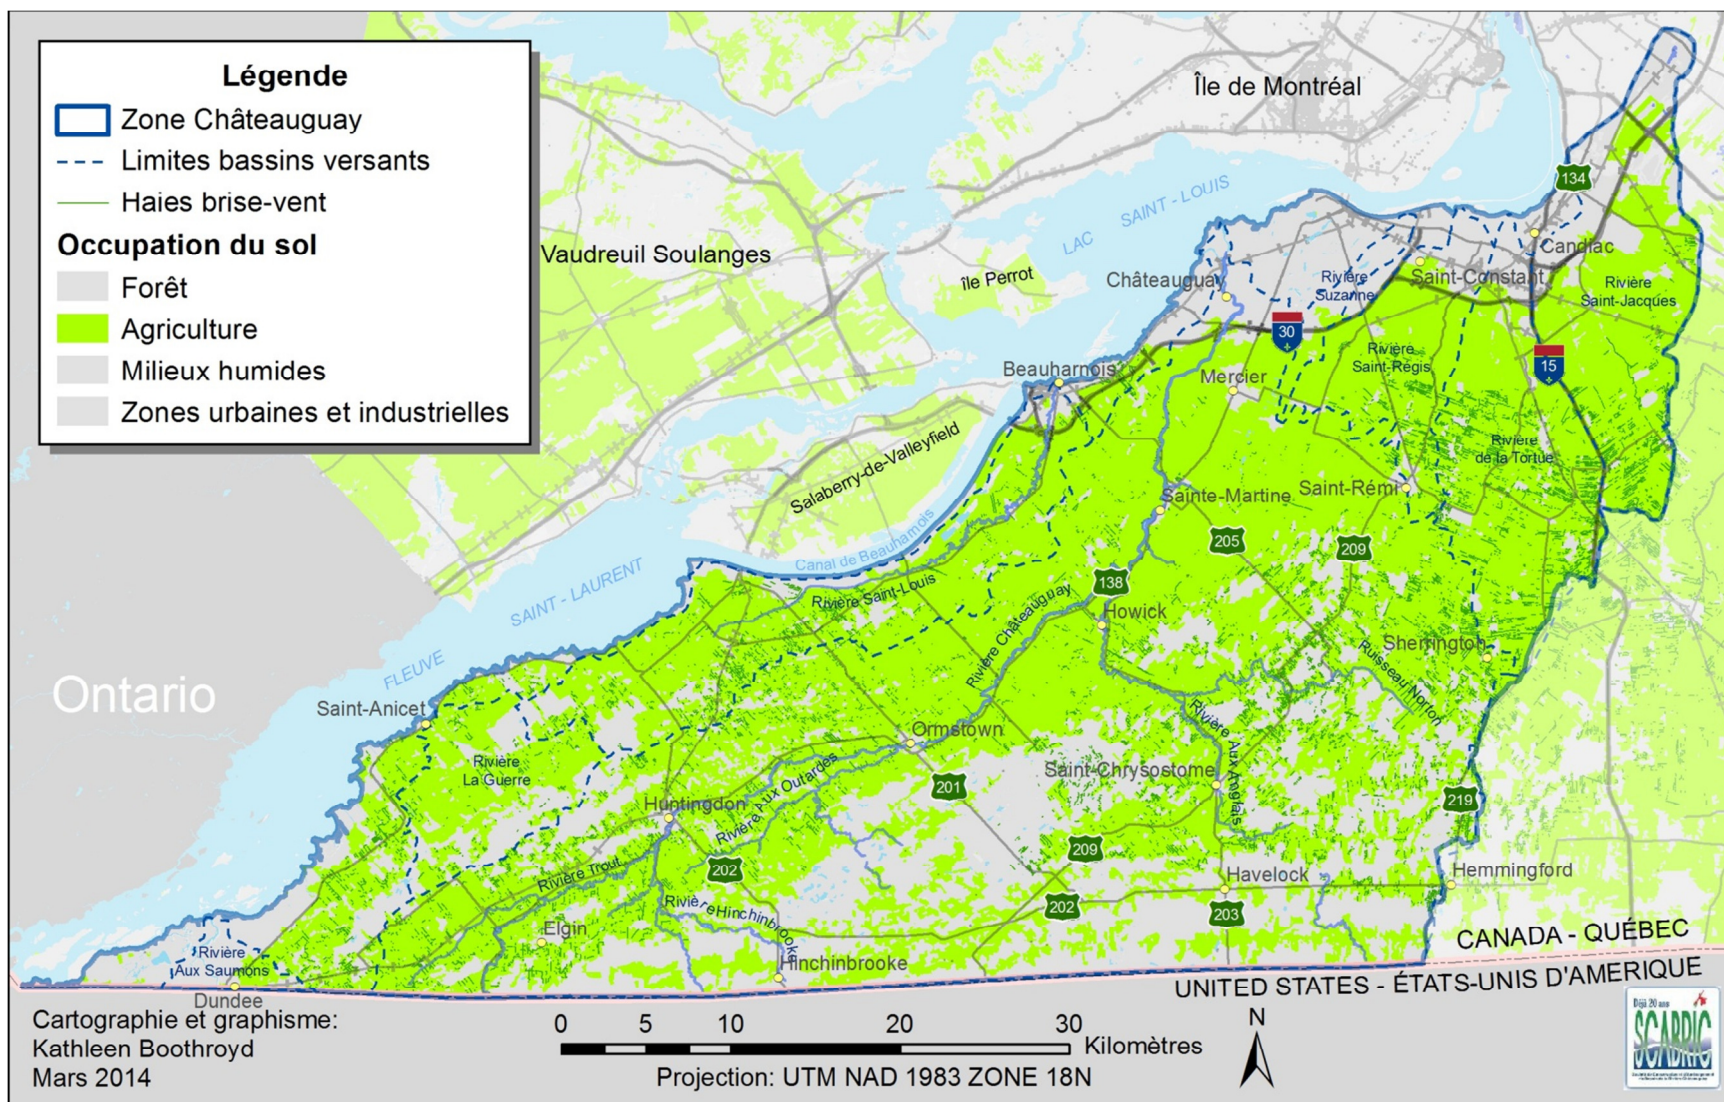 Légende
Zone Châteauguay
Limites bassins versants
Haies brise-vent
Occupation du sol
Forêt
Agriculture
Milieux humides
Zones urbaines et industrielles
Île de Montréal
134
LAC SAINT-LOUIS
Vaudreuil Soulanges
île Perrot
Châteauguay
Rivière
Suzanne
Saint-Constant
Candiac
Rivière
Saint-Jacques
30
Rivière
Saint-Régis
15
Beauharnois
Mercier
Salaberry-de-Valleyfield
Rivière
de la Tortue
Sainte-Martine
Saint-Rémi
205
209
Canal de Beauharnois
FLEUVE SAINT - LAURENT
Rivière Saint-Louis
138
Howick
Rivière Châteauguay
Sherrington
Ruisseau Norton
Ontario
Saint-Anicet
Ormstown
Rivière Aux Anglais
Rivière
La Guerre
Saint-Chrysostome
201
219
Huntingdon
Rivière Aux Outardes
209
Rivière Trout
202
Havelock
Hemmingford
Rivière Hinchinbrooke
202
203
Elgin
CANADA - QUÉBEC
Rivière
Aux Saumons
Hinchinbrooke
UNITED STATES - ÉTATS-UNIS D'AMERIQUE
Dundee
Cartographie et graphisme:
Kathleen Boothroyd
Mars 2014
0 5 10 20 30
Kilomètres
N
Projection: UTM NAD 1983 ZONE 18N
Déjà 20 ans
SCABRIC